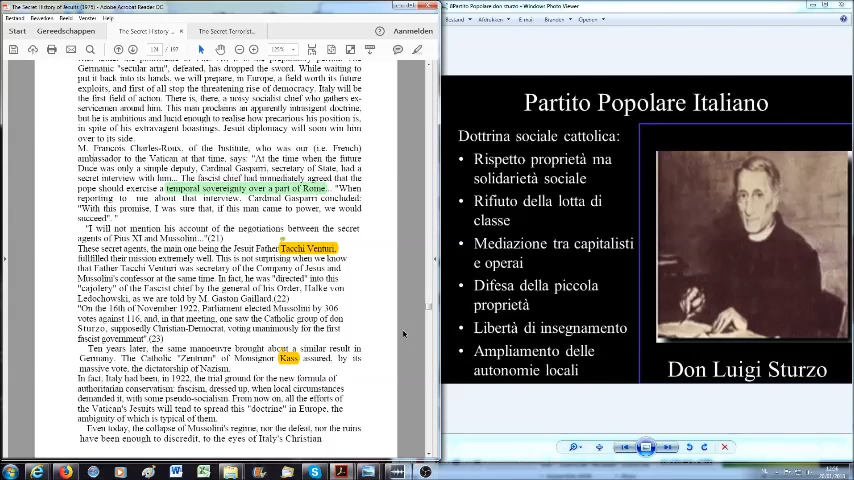 The Secret History of Jesuits (1975) - Adobe Acrobat Reader DC
Bestand Bewerken Beeld Venster Help
Start Gereedschappen The Secret History ... The Secret Terrorist... Aanmelden
124 / 197 125%
Germanic "secular arm", defeated, has dropped the sword. While waiting to
put it back into its hands, we will prepare, in Europe, a field worth its future
exploits, and first of all stop the threatening rise of democracy. Italy will be
the first field of action. There is, there, a noisy socialist chief who gathers ex-
servicemen around him. This man proclaims an apparently intransigent doctrine,
but he is ambitious and lucid enough to realise how precarious his position is,
in spite of his extravagant boastings. Jesuit diplomacy will soon win him
over to its side.
M. Francois Charles-Roux, of the Institute, who was our (i.e. French)
ambassador to the Vatican at that time, says: "At the time when the future
Duce was only a simple deputy, Cardinal Gasparri, secretary of State, had a
secret interview with him... The fascist chief had immediately agreed that the
pope should exercise a temporal sovereignty over a part of Rome... "When
reporting to me about that interview, Cardinal Gasparri concluded:
"With this promise, I was sure that, if this man came to power, we would
succeed". "
"I will not mention his account of the negotiations between the secret
agents of Pius XI and Mussolini..."(21)
These secret agents, the main one being the Jesuit Father Tacchi Venturi,
fullfilled their mission extremely well. This is not surprising when we know
that Father Tacchi Venturi was secretary of the Company of Jesus and
Mussolini's confessor at the same time. In fact, he was "directed" into this
"cajolery" of the Fascist chief by the general of his Order, Halke von
Ledochowski, as we are told by M. Gaston Gaillard.(22)
"On the 16th of November 1922, Parliament elected Mussolini by 306
votes against 116, and, in that meeting, one saw the Catholic group of don
Sturzo, supposedly Christian-Democrat, voting unanimously for the first
fascist government".(23)
Ten years later, the same manoeuvre brought about a similar result in
Germany. The Catholic "Zentrum" of Monsignor Kass assured, by its
massive vote, the dictatorship of Nazism.
In fact, Italy had been, in 1922, the trial ground for the new formula of
authoritarian conservatism: fascism, dressed up, when local circumstances
demanded it, with some pseudo-socialism. From now on, all the efforts of
the Vatican's Jesuits will tend to spread this "doctrine" in Europe, the
ambiguity of which is typical of them.
Even today, the collapse of Mussolini's regime, nor the defeat, nor the ruins
have been enough to discredit, to the eyes of Italy's Christian
8Partito Popolare don sturzo - Windows Photo Viewer
Bestand Afdrukken E-mail Branden Openen
Partito Popolare Italiano
Dottrina sociale cattolica:
• Rispetto proprietà ma
solidarietà sociale
• Rifiuto della lotta di
classe
• Mediazione tra capitalisti
e operai
• Difesa della piccola
proprietà
• Libertà di insegnamento
• Ampliamento delle
autonomie locali
Don Luigi Sturzo